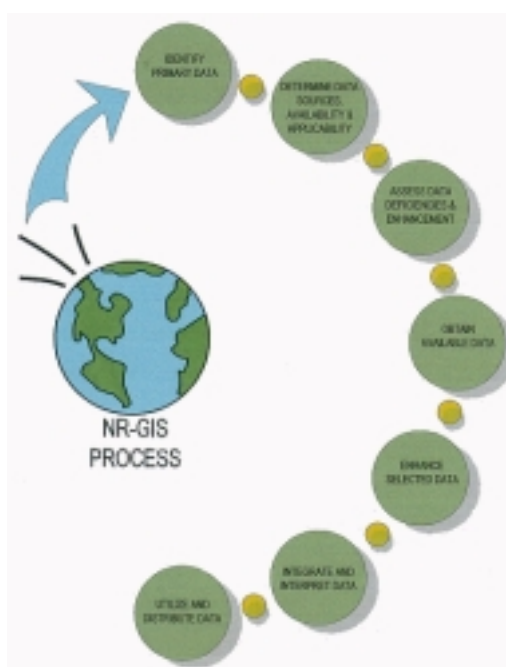 IDENTIFY
PRIMARY DATA
DETERMINE DATA
SOURCES,
AVAILABILITY &
APPLICABILITY
ASSESS DATA
DEFICIENCIES &
ENHANCEMENT
OBTAIN
AVAILABLE DATA
ENHANCE
SELECTED DATA
INTEGRATE AND
INTERPRET DATA
UTILIZE AND
DISTRIBUTE DATA
NR-GIS
PROCESS